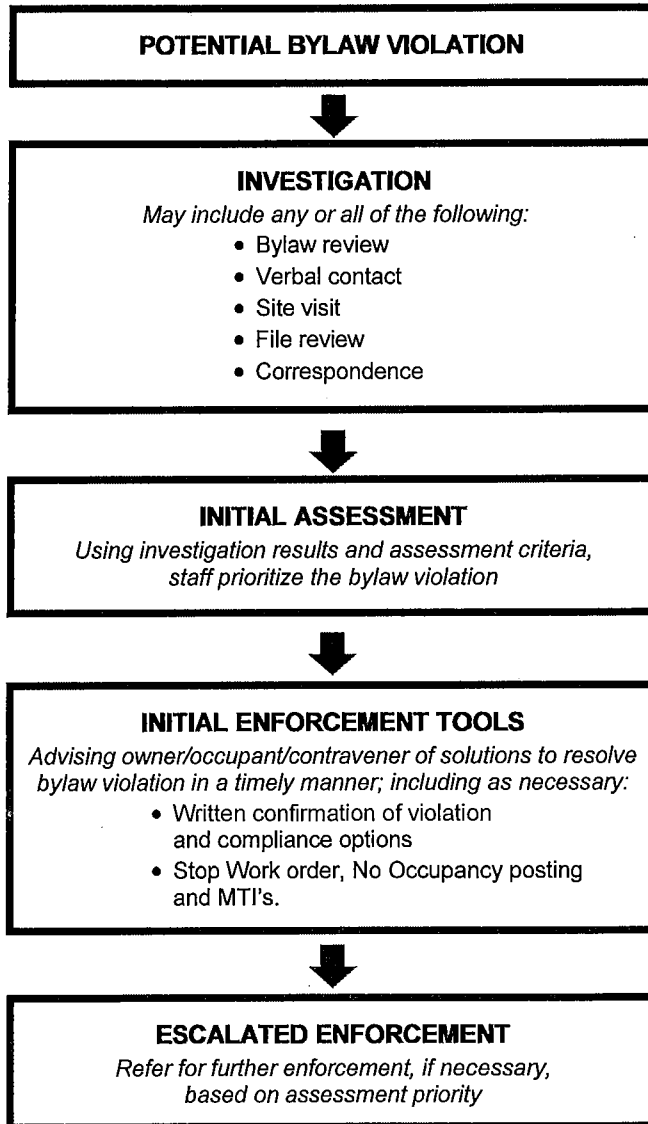 POTENTIAL BYLAW VIOLATION
INVESTIGATION
May include any or all of the following:
• Bylaw review
• Verbal contact
• Site visit
• File review
• Correspondence
INITIAL ASSESSMENT
Using investigation results and assessment criteria,
staff prioritize the bylaw violation
INITIAL ENFORCEMENT TOOLS
Advising owner/occupant/contravener of solutions to resolve
bylaw violation in a timely manner; including as necessary:
• Written confirmation of violation
and compliance options
• Stop Work order, No Occupancy posting
and MTI's.
ESCALATED ENFORCEMENT
Refer for further enforcement, if necessary,
based on assessment priority